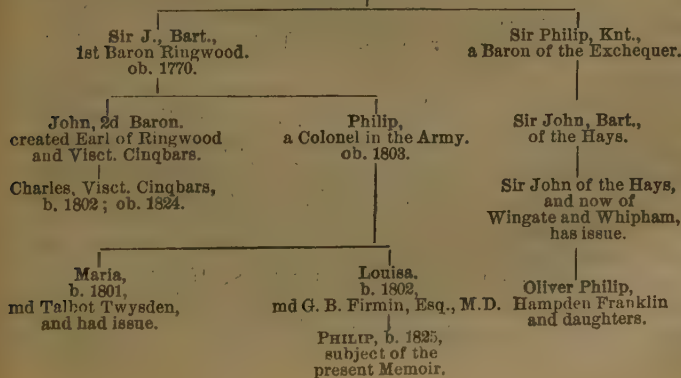 Sir J., Bart.,
1st Baron Ringwood.
ob. 1770.
Sir Philip, Knt.,
a Baron of the Exchequer.
John, 2d Baron.
created Earl of Ringwood
and Visct. Cinqbars.
Philip,
a Colonel in the Army.
ob. 1803.
Sir John, Bart.,
of the Hays.
Charles, Visct. Cinqbars,
b. 1802; ob. 1824.
Sir John of the Hays,
and now of
Wingate and Whipham,
has issue.
Maria,
b. 1801,
md Talbot Twysden,
and had issue.
Louisa.
b. 1802,
md G. B. Firmin, Esq., M.D.
PHILIP, b. 1825,
subject of the
present Memoir.
Oliver Philip,
Hampden Franklin
and daughters.